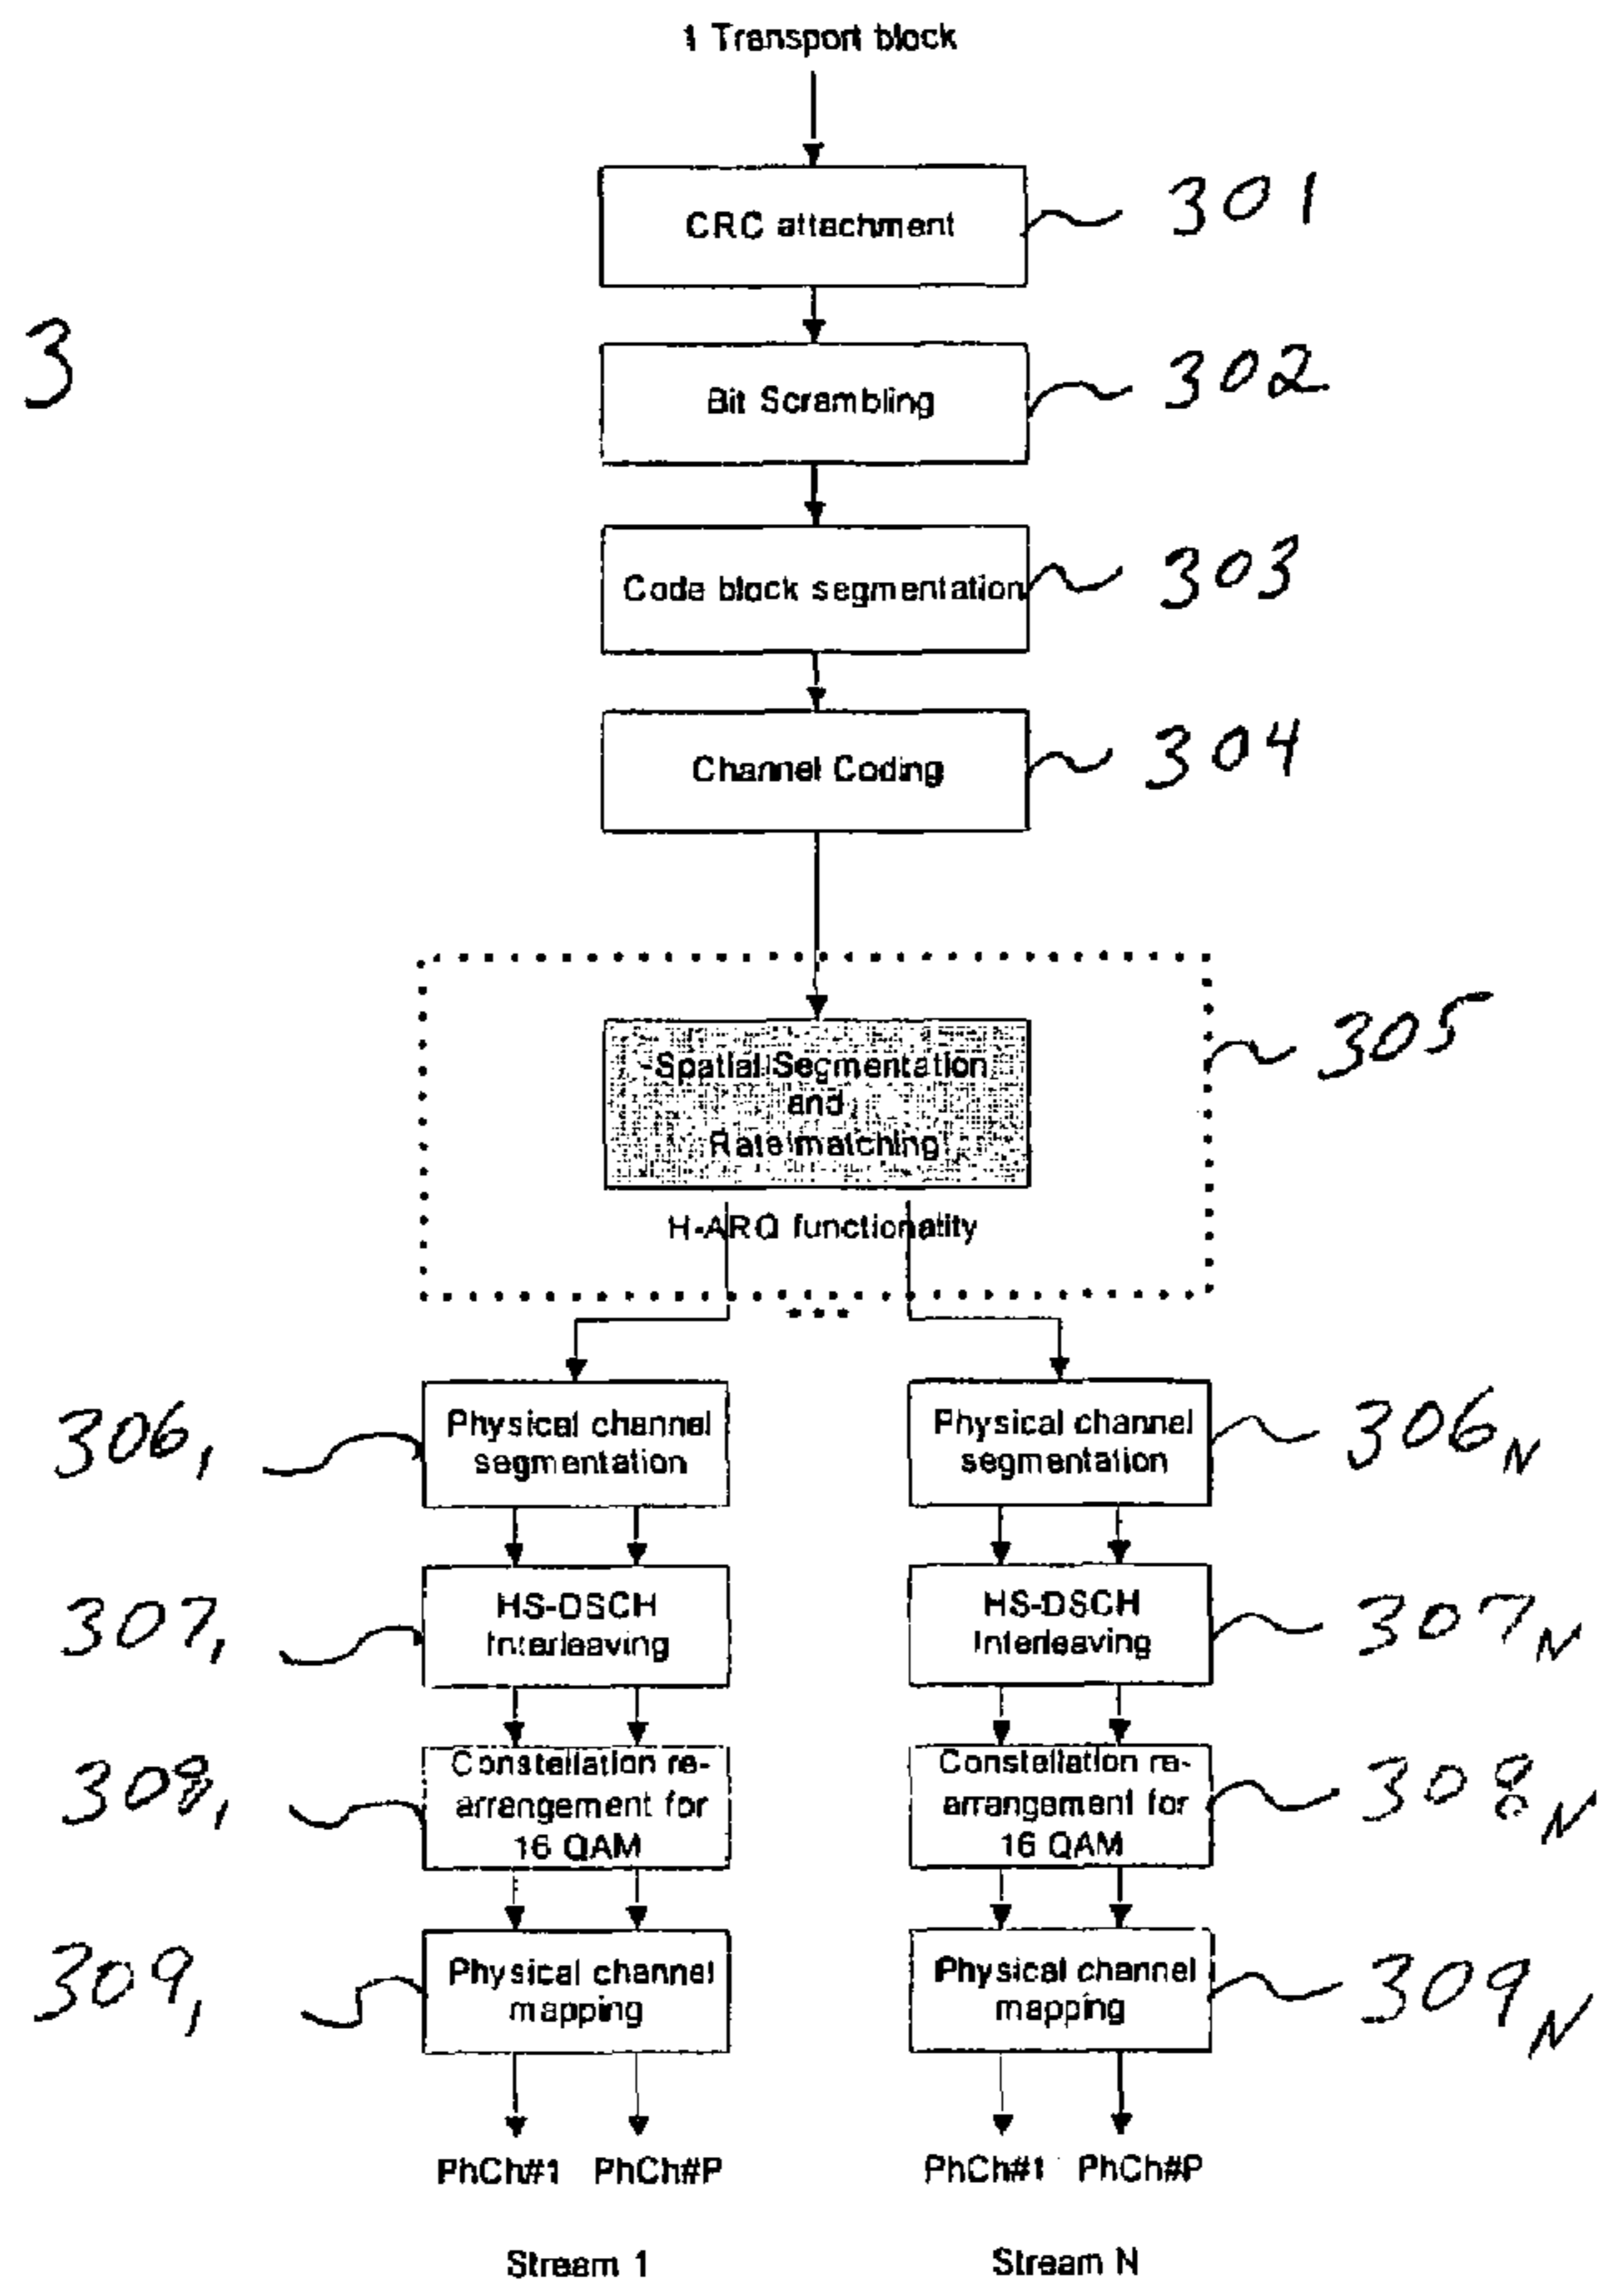 1 Transport block
CRC attachment
301
3
Bit Scrambling
302
Code block segmentation
303
Channel Coding
304
Spatial Segmentation
and
Rate matching
305
H-ARQ functionality
...
306₁
Physical channel
segmentation
Physical channel
segmentation
306N
307₁
HS-DSCH
Interleaving
HS-DSCH
Interleaving
307N
308₁
Constellation re-
arrangement for
16 QAM
Constellation re-
arrangement for
16 QAM
308N
309₁
Physical channel
mapping
Physical channel
mapping
309N
PhCh#1 PhCh#P
PhCh#1 PhCh#P
Stream 1
Stream N